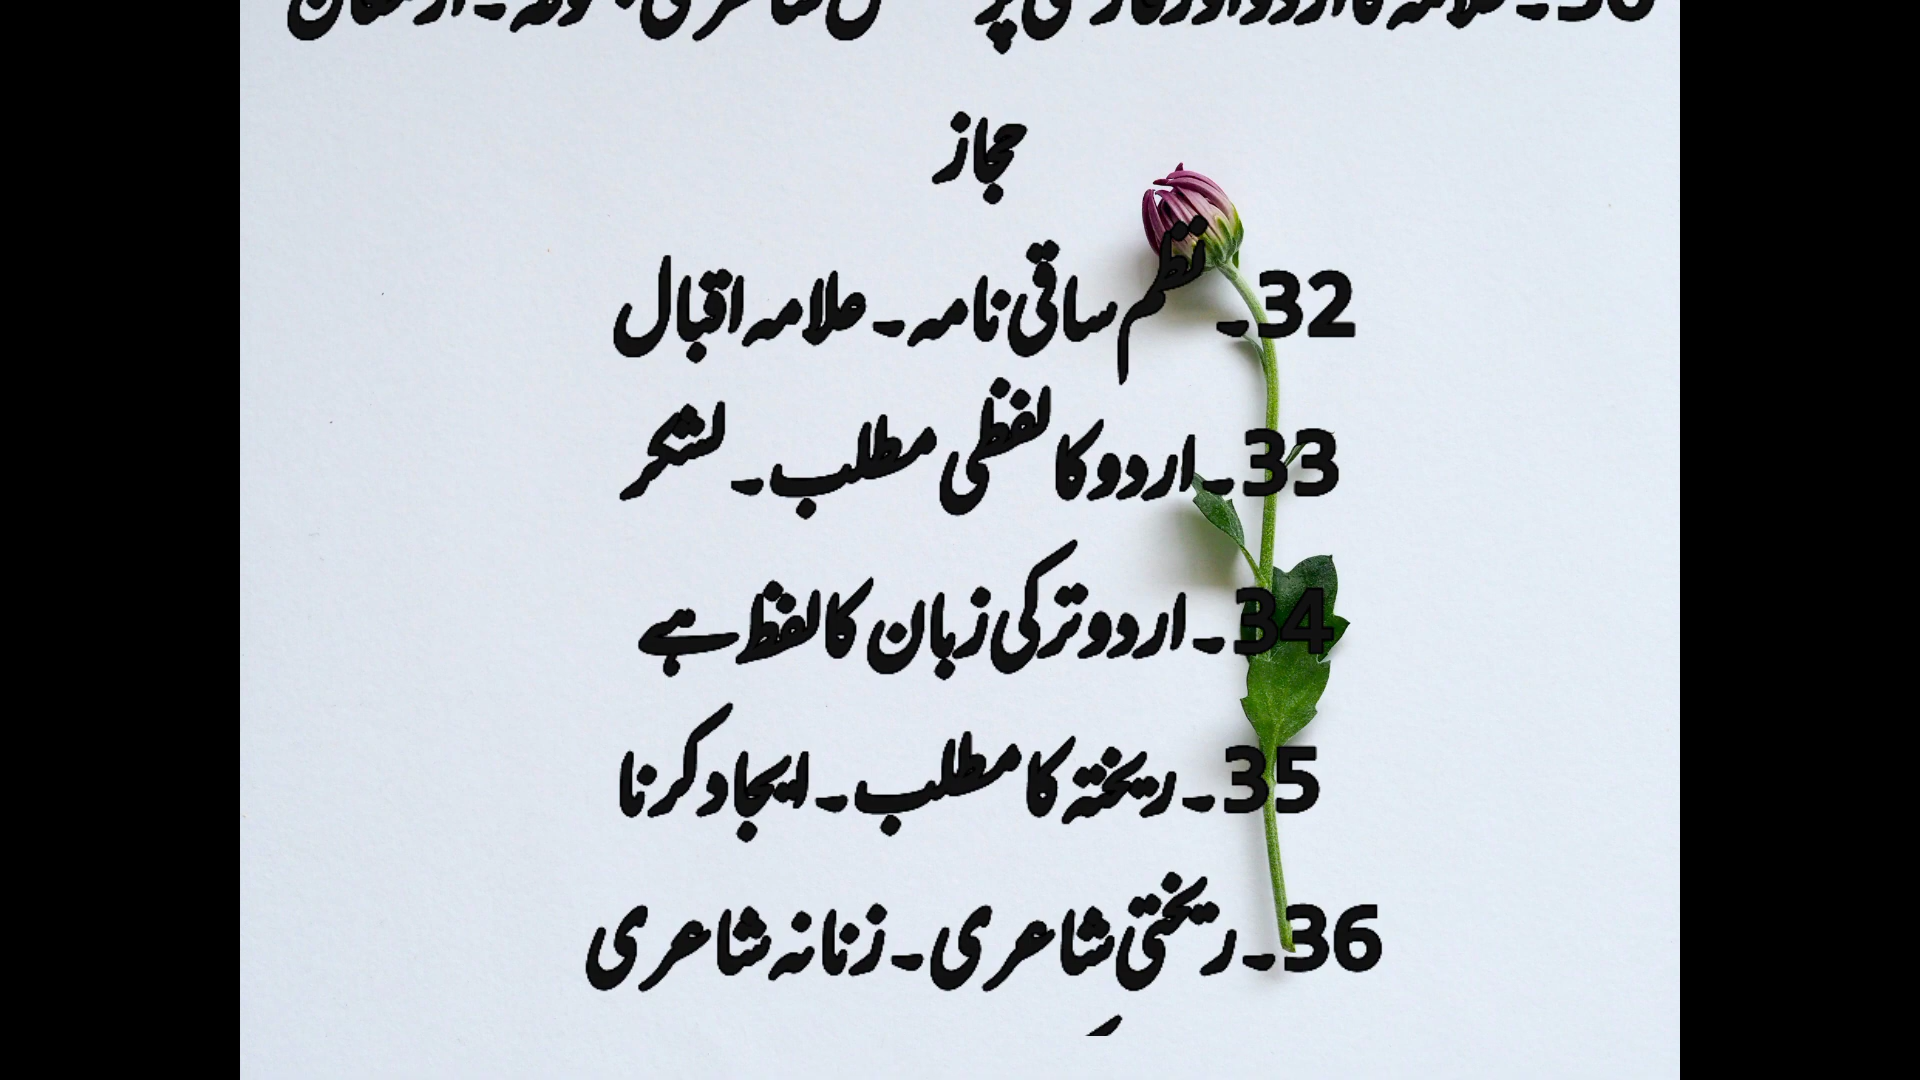 حجاز
32۔نظم ساقی نامہ۔علامہ اقبال
33۔اردو کا لفظی مطلب۔لشکر
34۔اردو ترکی زبان کا لفظ ہے
35۔ریختہ کا مطلب۔ایجاد کرنا
36۔ریختی شاعری۔زنانہ شاعری